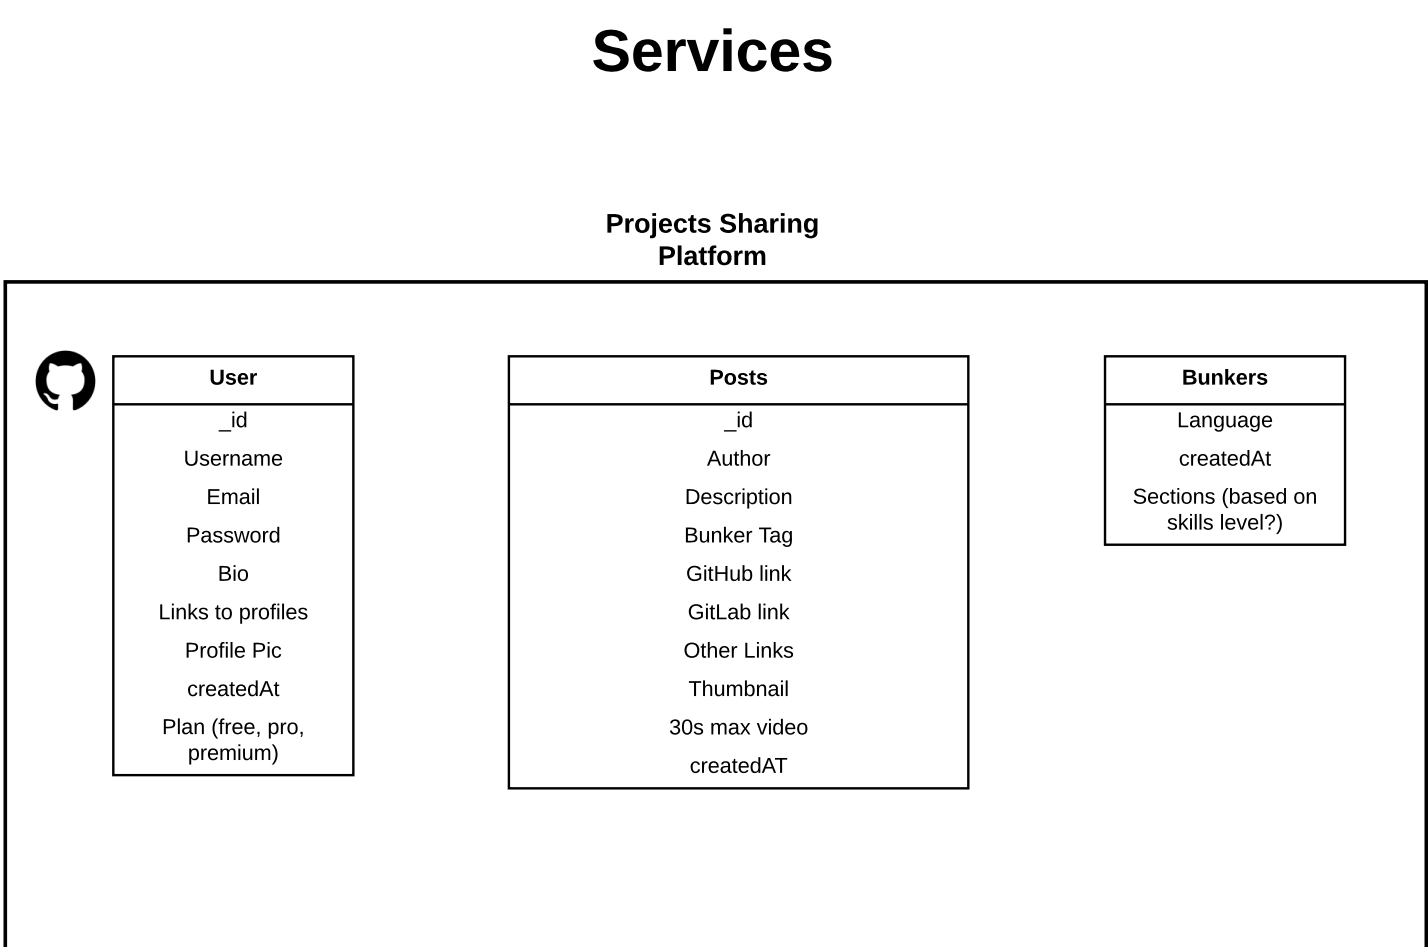 Services
Projects Sharing
Platform
User
_id
Username
Email
Password
Bio
Links to profiles
Profile Pic
createdAt
Plan (free, pro,
premium)
Posts
_id
Author
Description
Bunker Tag
GitHub link
GitLab link
Other Links
Thumbnail
30s max video
createdAT
Bunkers
Language
createdAt
Sections (based on
skills level?)